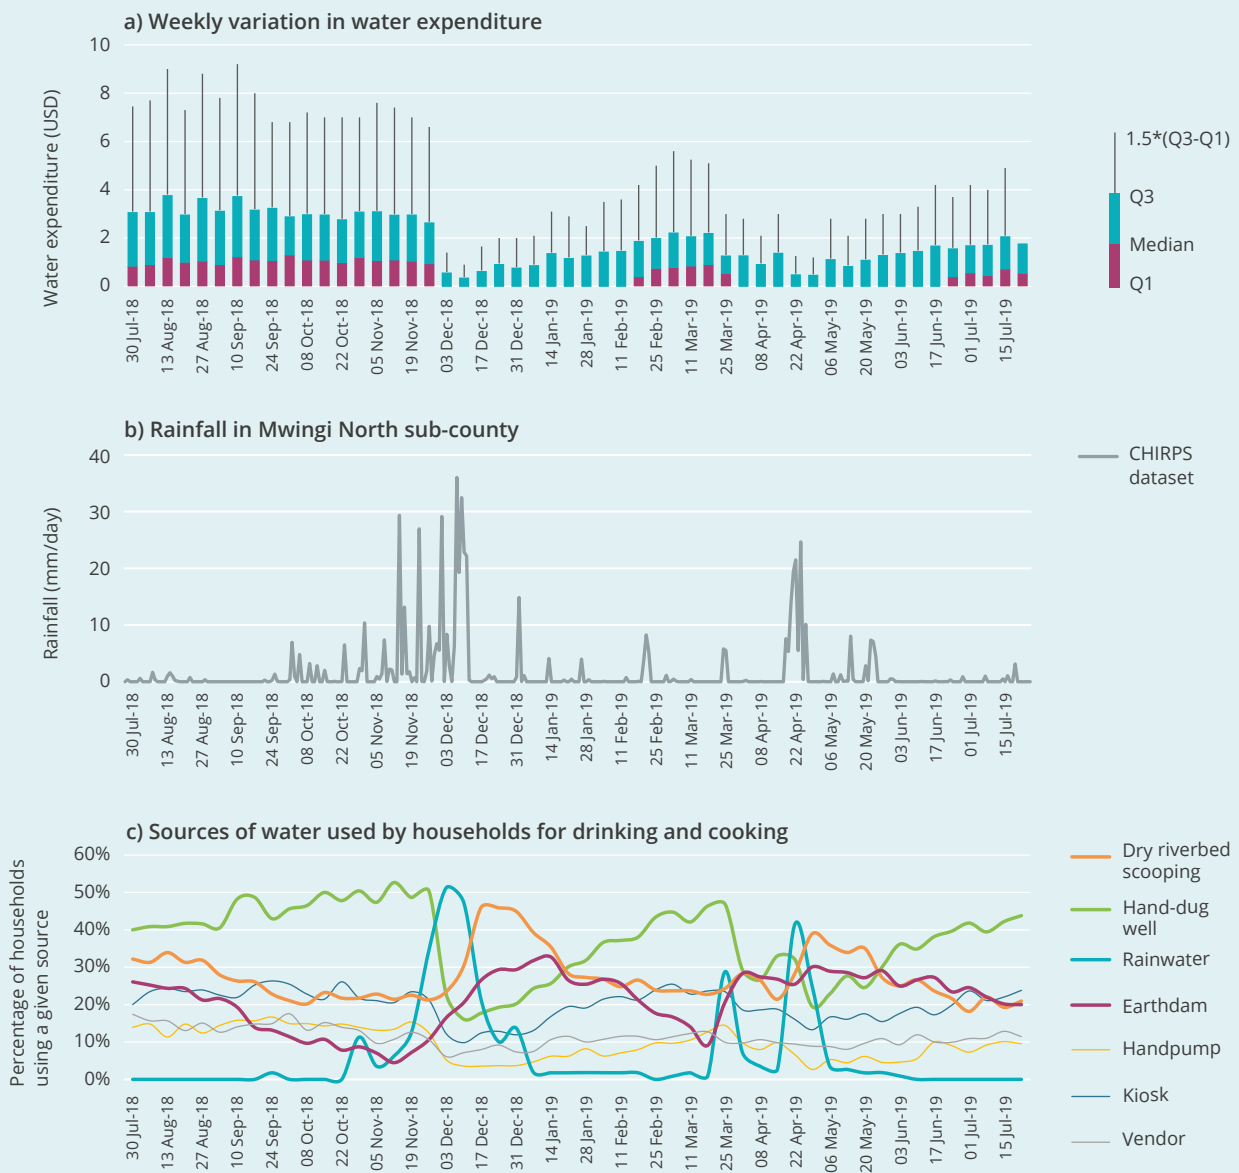 a) Weekly variation in water expenditure
Water expenditure (USD)
10
8
6
4
2
0
30 Jul-18
13 Aug-18
27 Aug-18
10 Sep-18
24 Sep-18
08 Oct-18
22 Oct-18
05 Nov-18
19 Nov-18
03 Dec-18
17 Dec-18
31 Dec-18
14 Jan-19
28 Jan-19
11 Feb-19
25 Feb-19
11 Mar-19
25 Mar-19
08 Apr-19
22 Apr-19
06 May-19
20 May-19
03 Jun-19
17 Jun-19
01 Jul-19
15 Jul-19
1.5*(Q3-Q1)
Q3
Median
Q1
b) Rainfall in Mwingi North sub-county
Rainfall (mm/day)
40
30
20
10
0
30 Jul-18
13 Aug-18
27 Aug-18
10 Sep-18
24 Sep-18
08 Oct-18
22 Oct-18
05 Nov-18
19 Nov-18
03 Dec-18
17 Dec-18
31 Dec-18
14 Jan-19
28 Jan-19
11 Feb-19
25 Feb-19
11 Mar-19
25 Mar-19
08 Apr-19
22 Apr-19
06 May-19
20 May-19
03 Jun-19
17 Jun-19
01 Jul-19
15 Jul-19
CHIRPS
dataset
c) Sources of water used by households for drinking and cooking
Percentage of households
using a given source
60%
50%
40%
30%
20%
10%
0%
30 Jul-18
13 Aug-18
27 Aug-18
10 Sep-18
24 Sep-18
08 Oct-18
22 Oct-18
05 Nov-18
19 Nov-18
03 Dec-18
17 Dec-18
31 Dec-18
14 Jan-19
28 Jan-19
11 Feb-19
25 Feb-19
11 Mar-19
25 Mar-19
08 Apr-19
22 Apr-19
06 May-19
20 May-19
03 Jun-19
17 Jun-19
01 Jul-19
15 Jul-19
Dry riverbed
scooping
Hand-dug
well
Rainwater
Earthdam
Handpump
Kiosk
Vendor